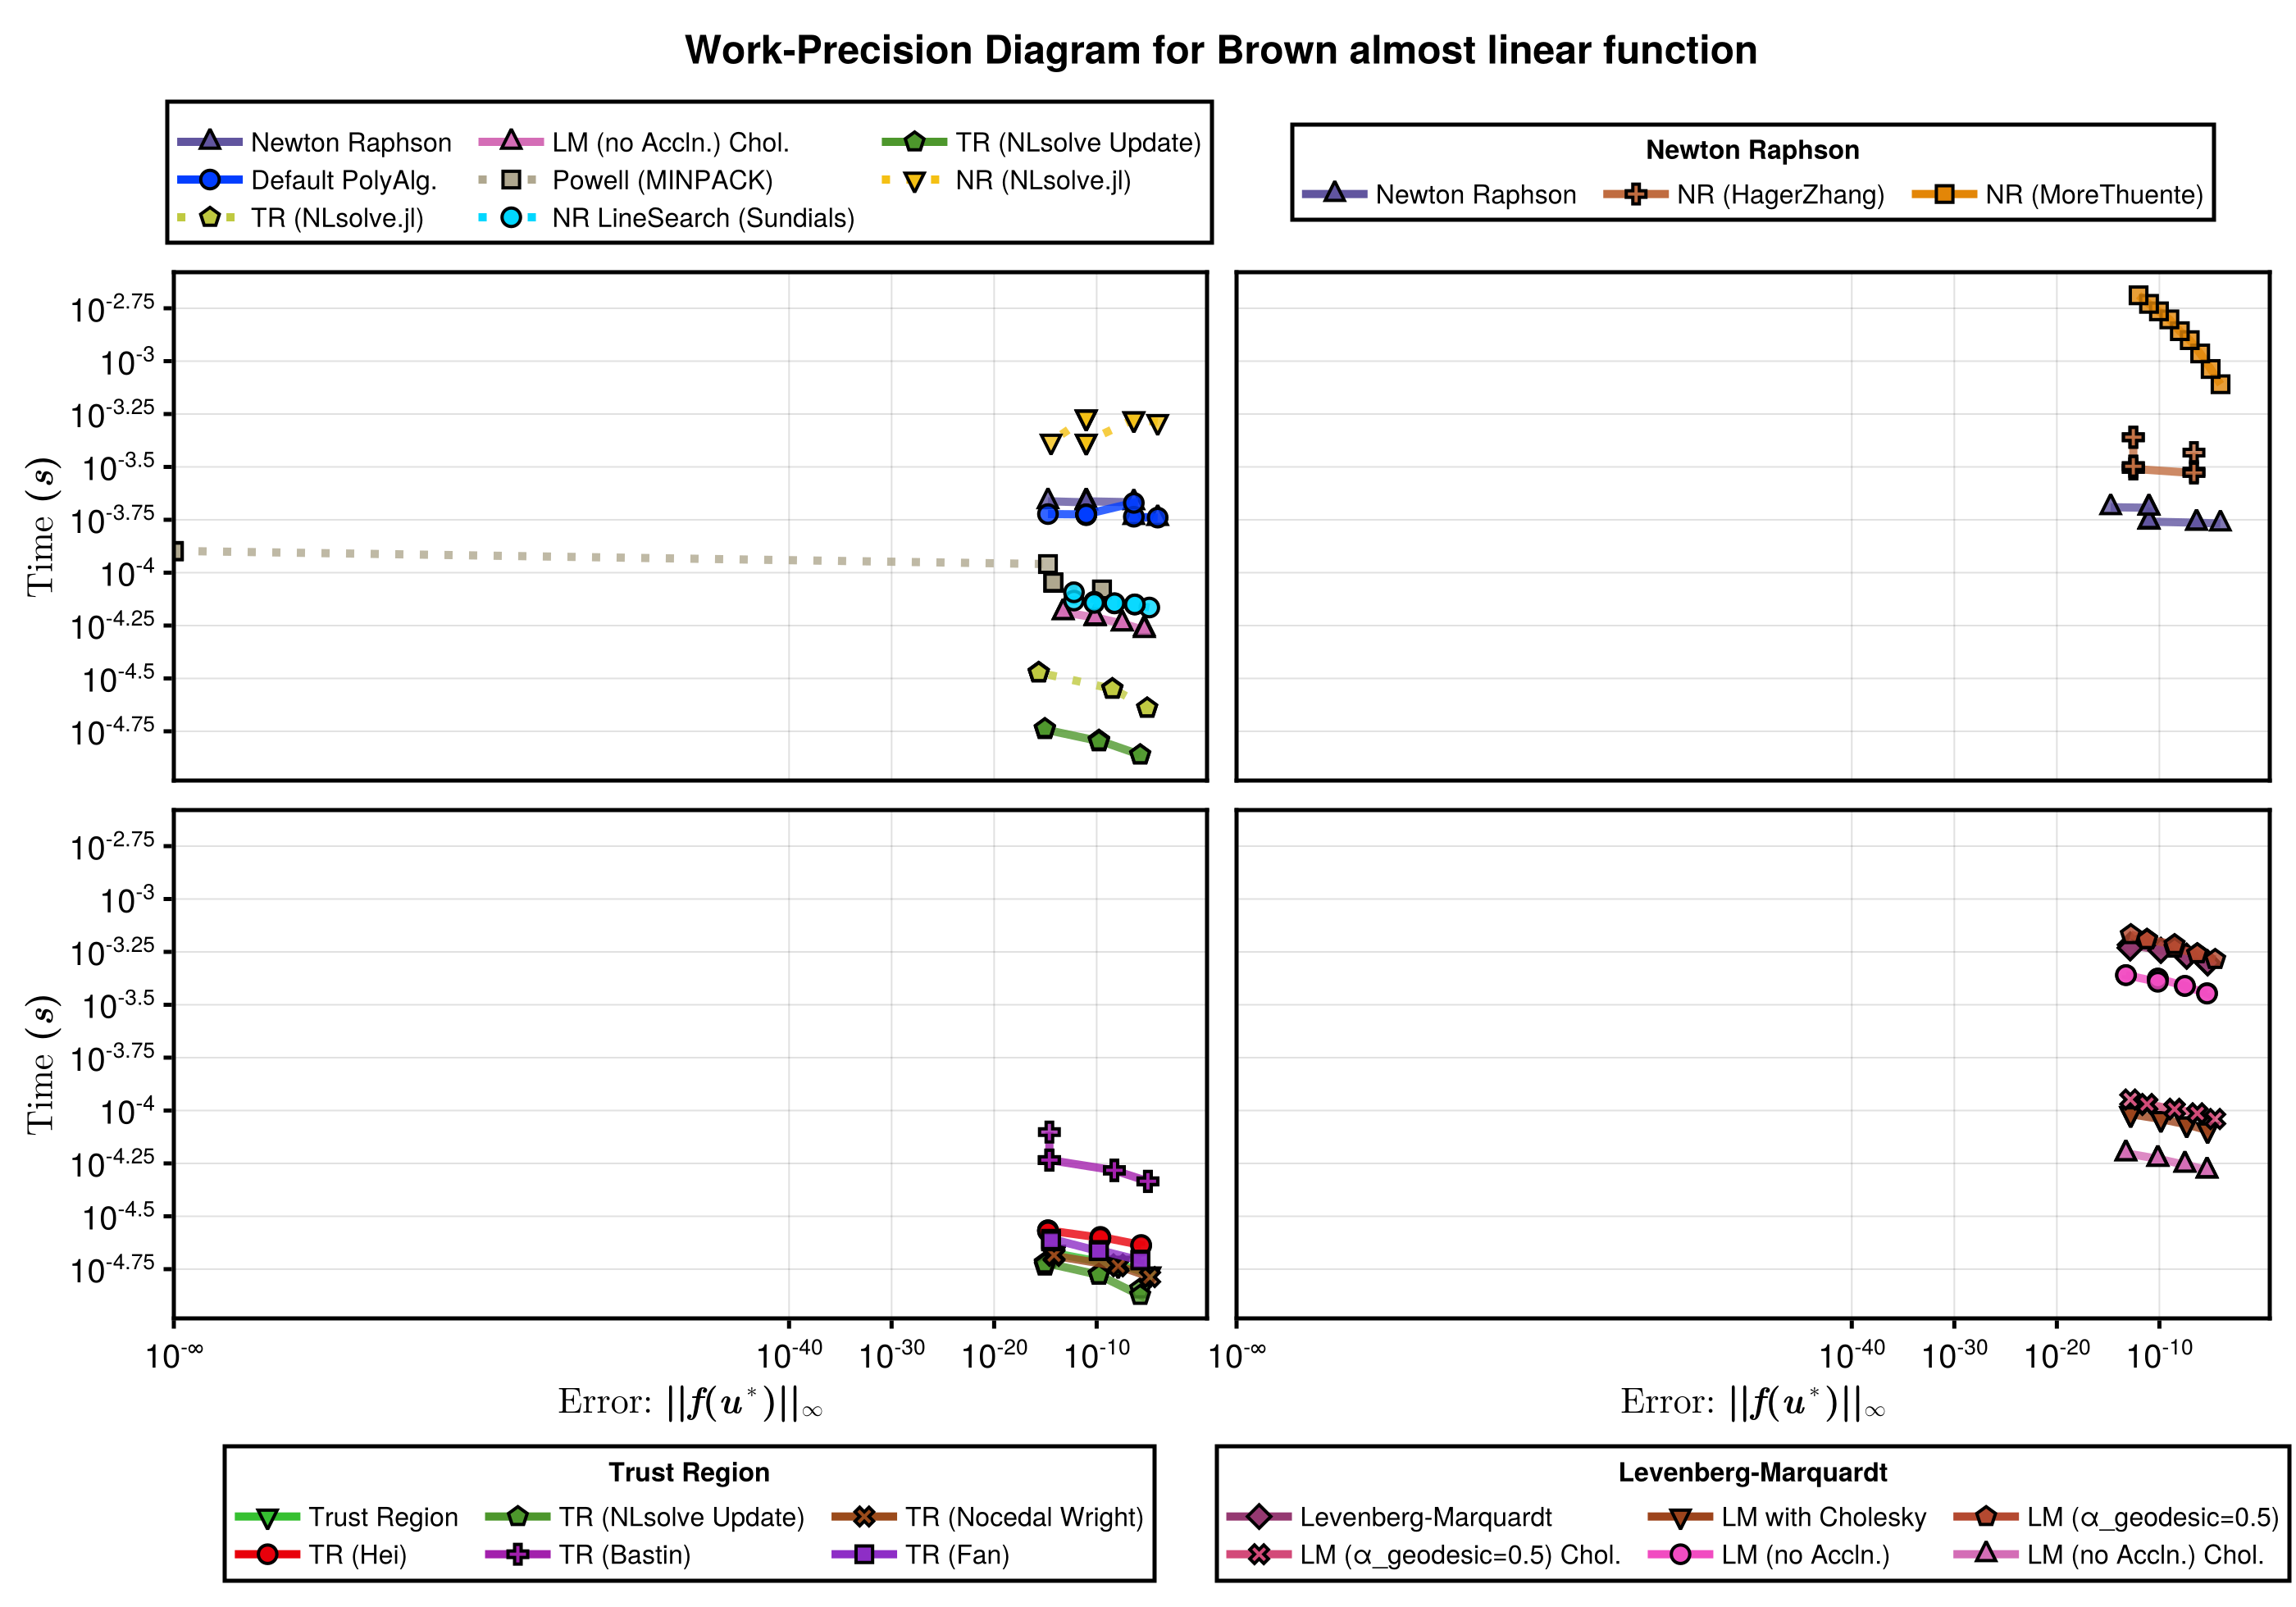 Work-Precision Diagram for Brown almost linear function
Newton Raphson LM (no Accln.) Chol. TR (NLsolve Update)
Default PolyAlg. Powell (MINPACK) NR (NLsolve.jl)
TR (NLsolve.jl) NR LineSearch (Sundials)
Newton Raphson
Newton Raphson NR (HagerZhang) NR (MoreThuente)
Time (s)
10^-2.75
10^-3
10^-3.25
10^-3.5
10^-3.75
10^-4
10^-4.25
10^-4.5
10^-4.75
Time (s)
10^-2.75
10^-3
10^-3.25
10^-3.5
10^-3.75
10^-4
10^-4.25
10^-4.5
10^-4.75
10^-∞ 10^-40 10^-30 10^-20 10^-10
10^-∞ 10^-40 10^-30 10^-20 10^-10
Error: ||f(u*)||∞
Error: ||f(u*)||∞
Trust Region
Trust Region TR (NLsolve Update) TR (Nocedal Wright)
TR (Hei) TR (Bastin) TR (Fan)
Levenberg-Marquardt
Levenberg-Marquardt LM with Cholesky LM (α_geodesic=0.5)
LM (α_geodesic=0.5) Chol. LM (no Accln.) LM (no Accln.) Chol.